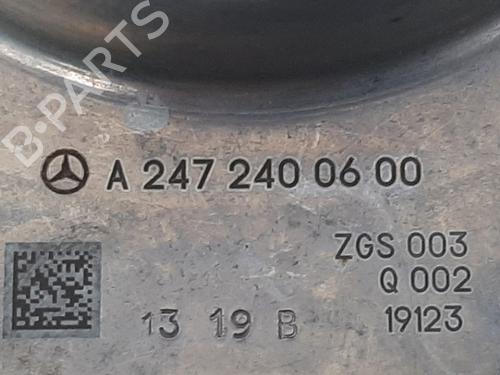 B-PARTS
A 247 240 06 00
ZGS 003
Q 002
13 19 B
19123